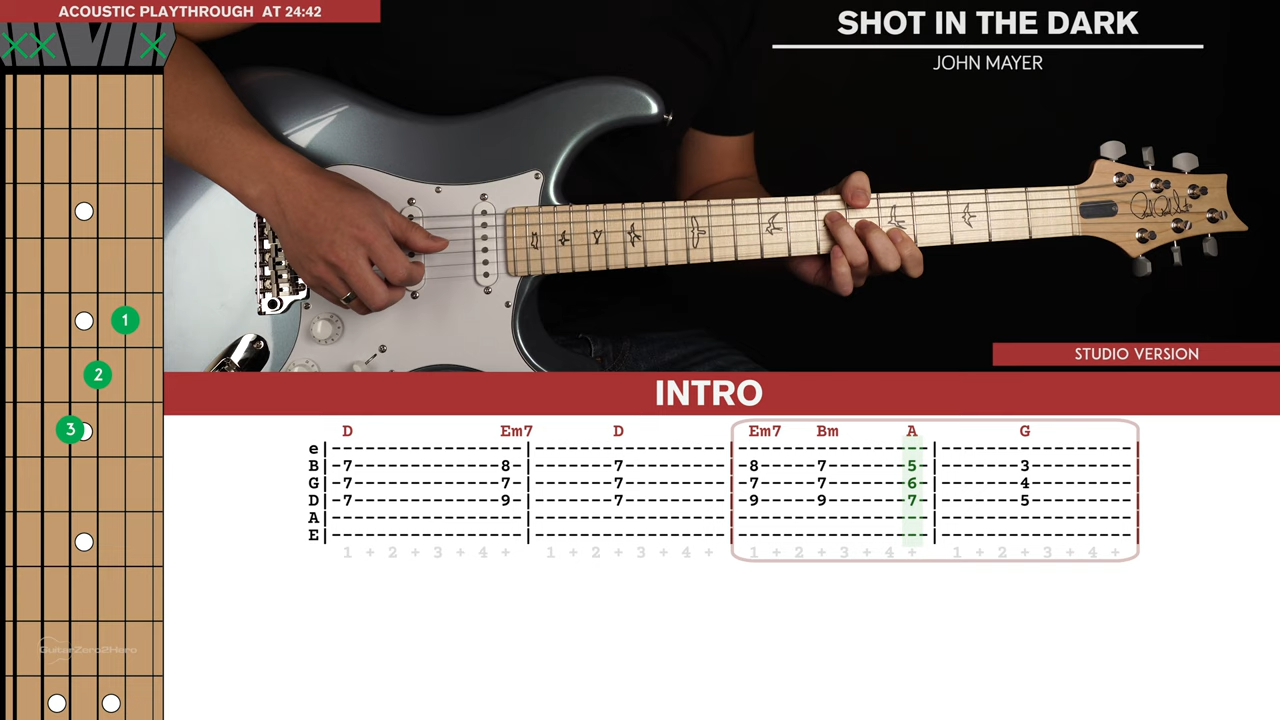 ACOUSTIC PLAYTHROUGH AT 24:42
SHOT IN THE DARK
JOHN MAYER
STUDIO VERSION
1
2
3
GuitarZero2Hero
INTRO
D Em7 D Em7 Bm A G
e|-----------------|-----------------|-----------------|-----------------|
B|-7-------------8-|-------7---------|-8-----7-------5-|-------3---------|
G|-7-------------7-|-------7---------|-7-----7-------6-|-------4---------|
D|-7-------------9-|-------7---------|-9-----9-------7-|-------5---------|
A|-----------------|-----------------|-----------------|-----------------|
E|-----------------|-----------------|-----------------|-----------------|
1 + 2 + 3 + 4 + 1 + 2 + 3 + 4 + 1 + 2 + 3 + 4 + 1 + 2 + 3 + 4 +